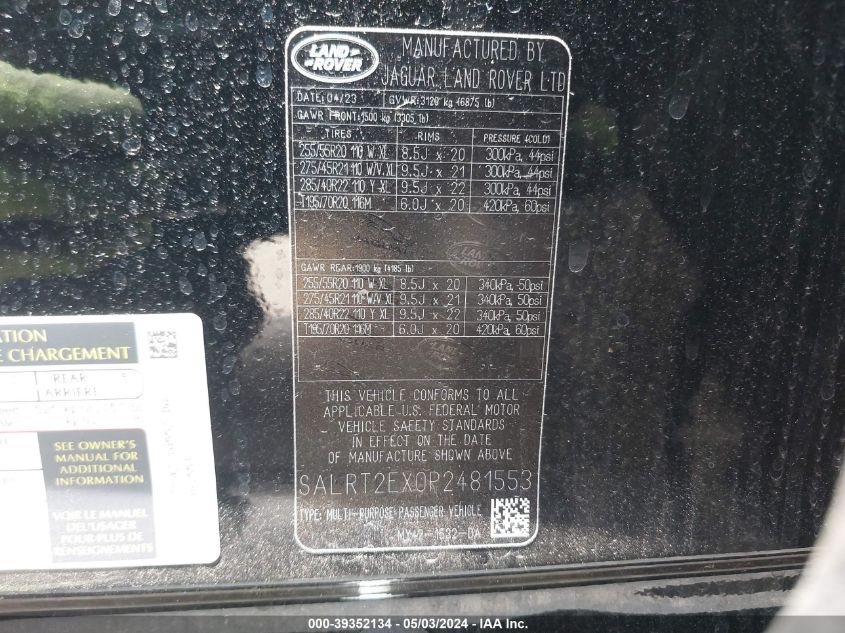 LAND ROVER
MANUFACTURED BY
JAGUAR LAND ROVER LTD
DATE: 04/23 GVWR: 3120 kg (6875 lb)
GAWR FRONT: 1500 kg (3305 lb)
TIRES RIMS PRESSURE (COLD)
255/55R20 110 W XL 8.5J x 20 300kPa, 44psi
275/45R21 110 W/V XL 9.5J x 21 300kPa, 44psi
285/40R22 110 Y XL 9.5J x 22 300kPa, 44psi
T195/70R20 116M 6.0J x 20 420kPa, 60psi
GAWR REAR: 1900 kg (4185 lb)
255/55R20 110 W XL 8.5J x 20 340kPa, 50psi
275/45R21 110 W/V XL 9.5J x 21 340kPa, 50psi
285/40R22 110 Y XL 9.5J x 22 340kPa, 50psi
T195/70R20 116M 6.0J x 20 420kPa, 60psi
THIS VEHICLE CONFORMS TO ALL
APPLICABLE U.S. FEDERAL MOTOR
VEHICLE SAFETY STANDARDS
IN EFFECT ON THE DATE
OF MANUFACTURE SHOWN ABOVE
SALRT2EX0P2481553
TYPE: MULTI-PURPOSE PASSENGER VEHICLE
CHARGEMENT
REAR 5
ARRIERE
SEE OWNER'S
MANUAL FOR
ADDITIONAL
INFORMATION
VOIR LE MANUEL
DE L'USAGER
POUR PLUS DE
RENSEIGNEMENTS
000-39352134 - 05/03/2024 - IAA Inc.